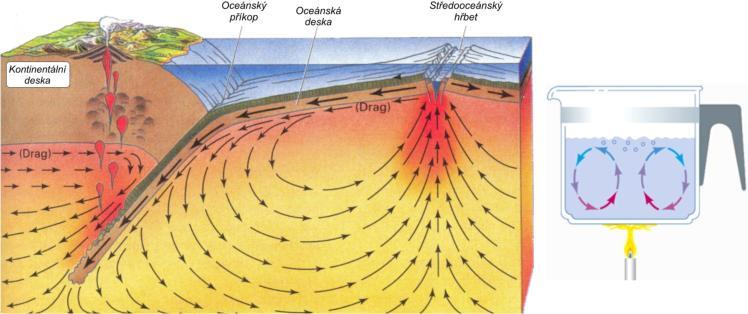 Oceánský
příkop
Oceánská
deska
Středooceánský
hřbet
Kontinentální
deska
(Drag)
(Drag)